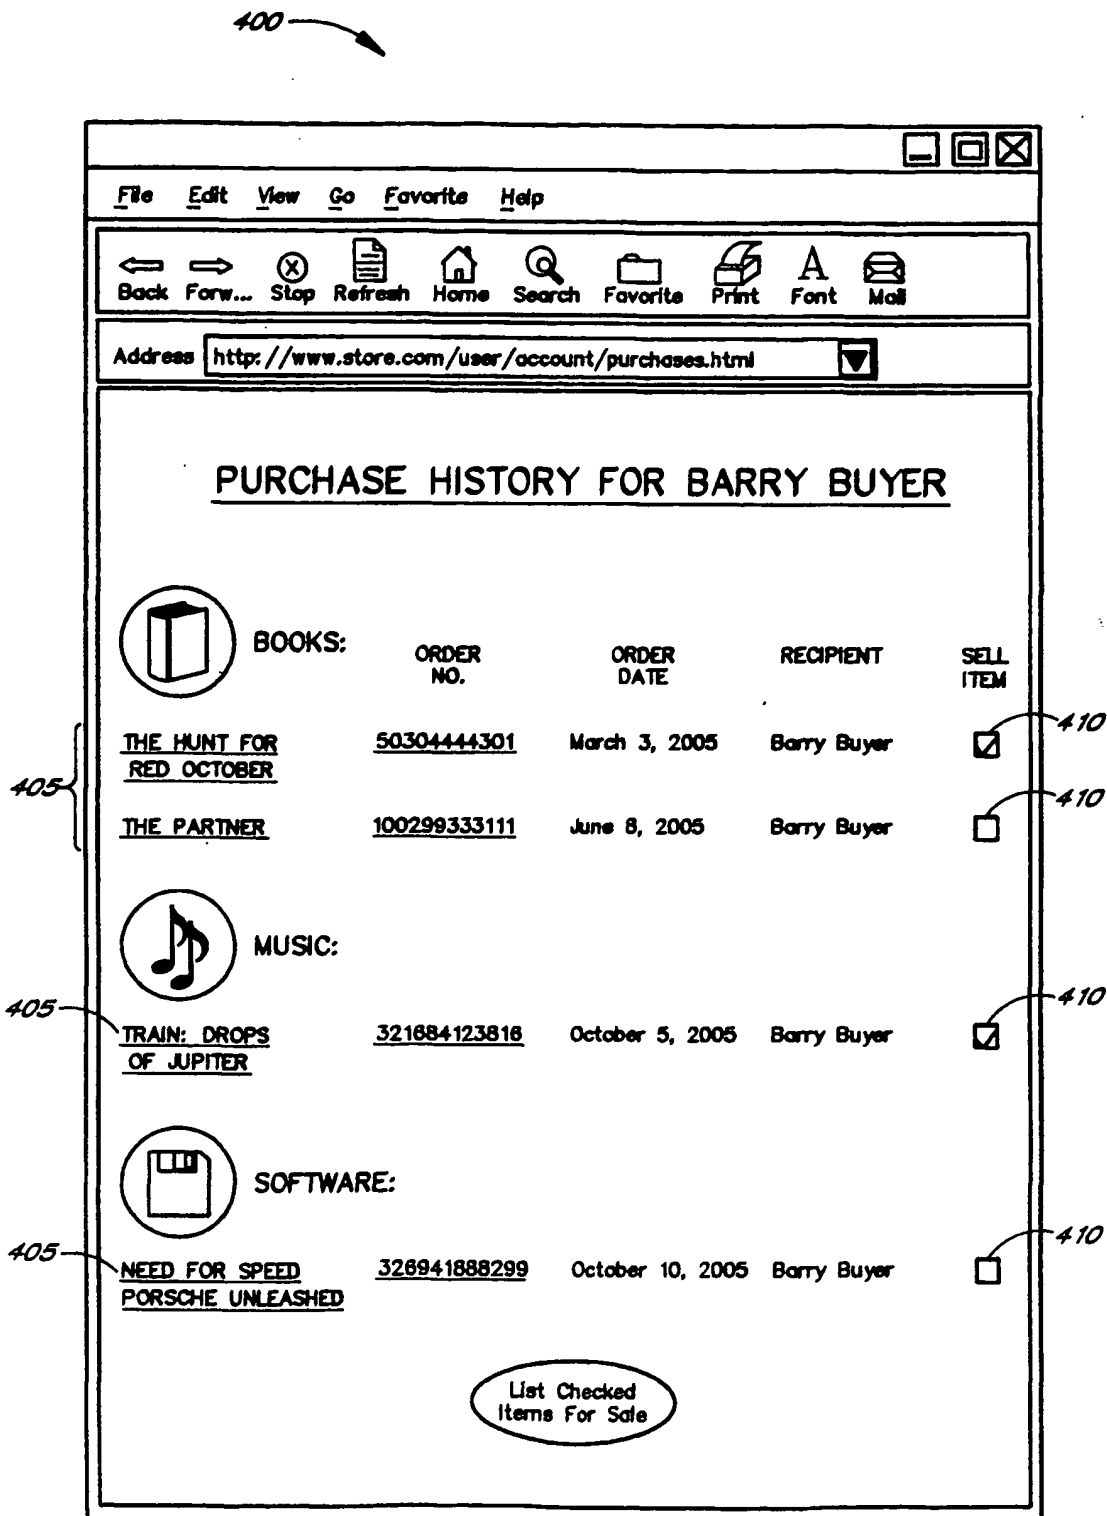 400
File Edit View Go Favorite Help
Back Forw... Stop Refresh Home Search Favorite Print Font Mail
Address http://www.store.com/user/account/purchases.html
PURCHASE HISTORY FOR BARRY BUYER
BOOKS: ORDER NO. ORDER DATE RECIPIENT SELL ITEM
410
THE HUNT FOR 50304444301 March 3, 2005 Barry Buyer
RED OCTOBER
405
410
THE PARTNER 100299333111 June 8, 2005 Barry Buyer
MUSIC:
405 410
TRAIN: DROPS 321684123816 October 5, 2005 Barry Buyer
OF JUPITER
SOFTWARE:
405 410
NEED FOR SPEED 326941888299 October 10, 2005 Barry Buyer
PORSCHE UNLEASHED
List Checked
Items For Sale